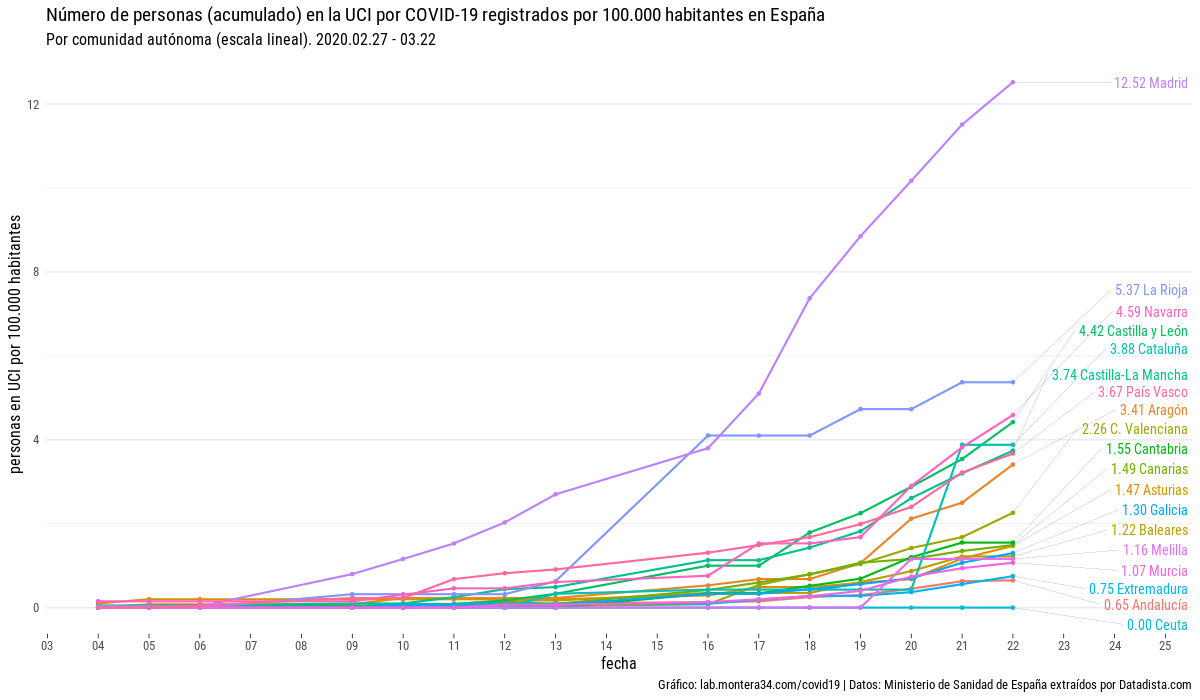 Número de personas (acumulado) en la UCI por COVID-19 registrados por 100.000 habitantes en España
Por comunidad autónoma (escala lineal). 2020.02.27 - 03.22
personas en UCI por 100.000 habitantes
12
8
4
0
12.52 Madrid
5.37 La Rioja
4.59 Navarra
4.42 Castilla y León
3.88 Cataluña
3.74 Castilla-La Mancha
3.67 País Vasco
3.41 Aragón
2.26 C. Valenciana
1.55 Cantabria
1.49 Canarias
1.47 Asturias
1.30 Galicia
1.22 Baleares
1.16 Melilla
1.07 Murcia
0.75 Extremadura
0.65 Andalucía
0.00 Ceuta
03 04 05 06 07 08 09 10 11 12 13 14 15 16 17 18 19 20 21 22 23 24 25
fecha
Gráfico: lab.montera34.com/covid19 | Datos: Ministerio de Sanidad de España extraídos por Datadista.com